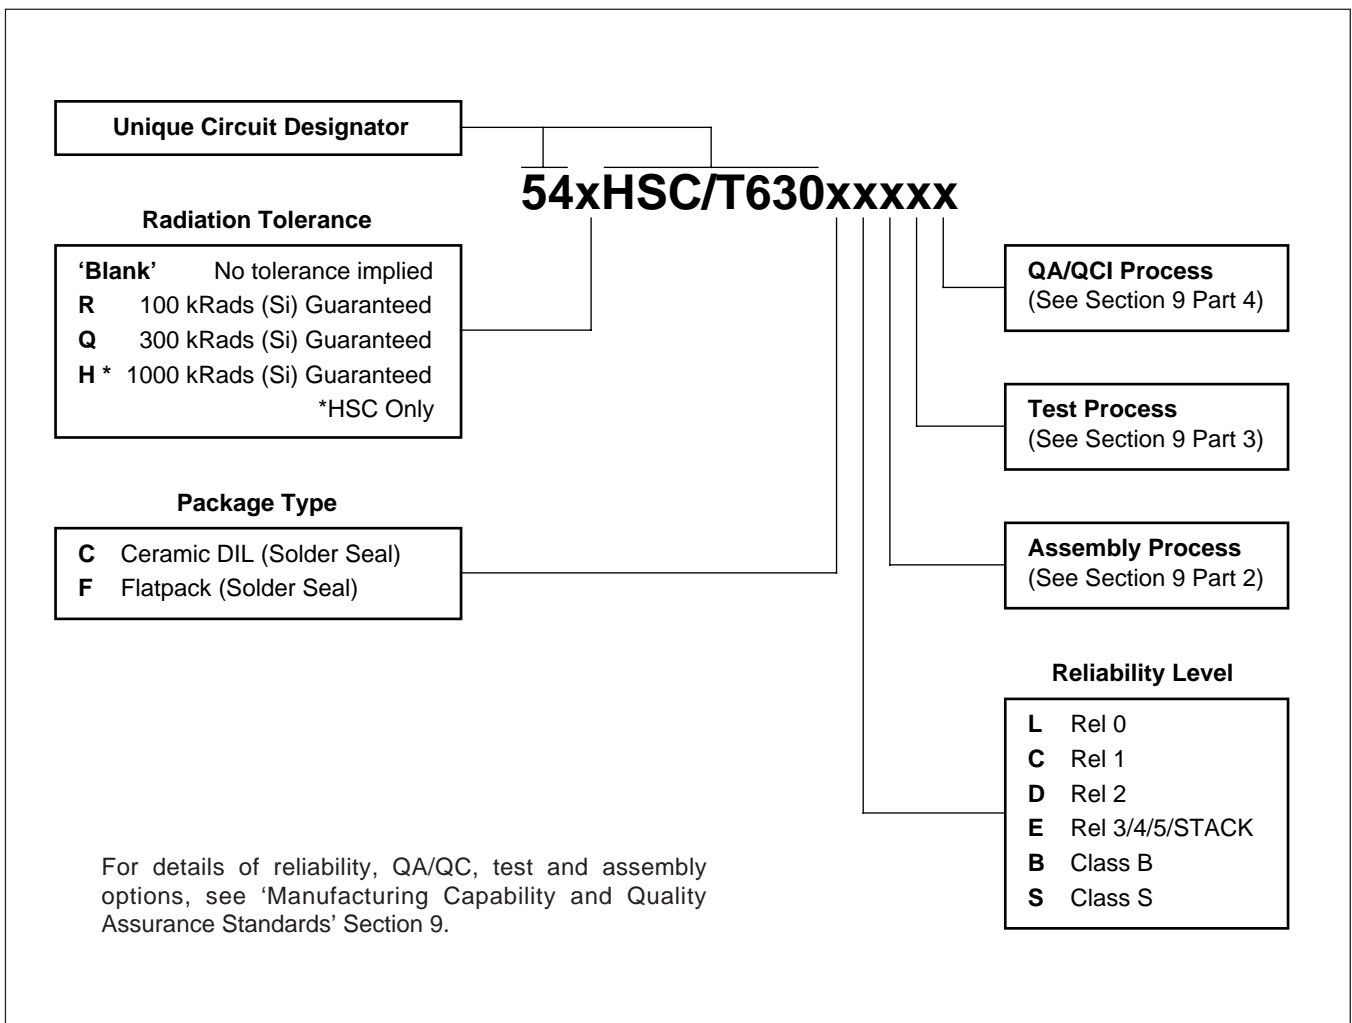 Unique Circuit Designator
54xHSC/T630xxxxx
Radiation Tolerance
‘Blank’ No tolerance implied
R 100 kRads (Si) Guaranteed
Q 300 kRads (Si) Guaranteed
H * 1000 kRads (Si) Guaranteed
*HSC Only
Package Type
C Ceramic DIL (Solder Seal)
F Flatpack (Solder Seal)
QA/QCI Process
(See Section 9 Part 4)
Test Process
(See Section 9 Part 3)
Assembly Process
(See Section 9 Part 2)
Reliability Level
L Rel 0
C Rel 1
D Rel 2
E Rel 3/4/5/STACK
B Class B
S Class S
For details of reliability, QA/QC, test and assembly
options, see ‘Manufacturing Capability and Quality
Assurance Standards’ Section 9.